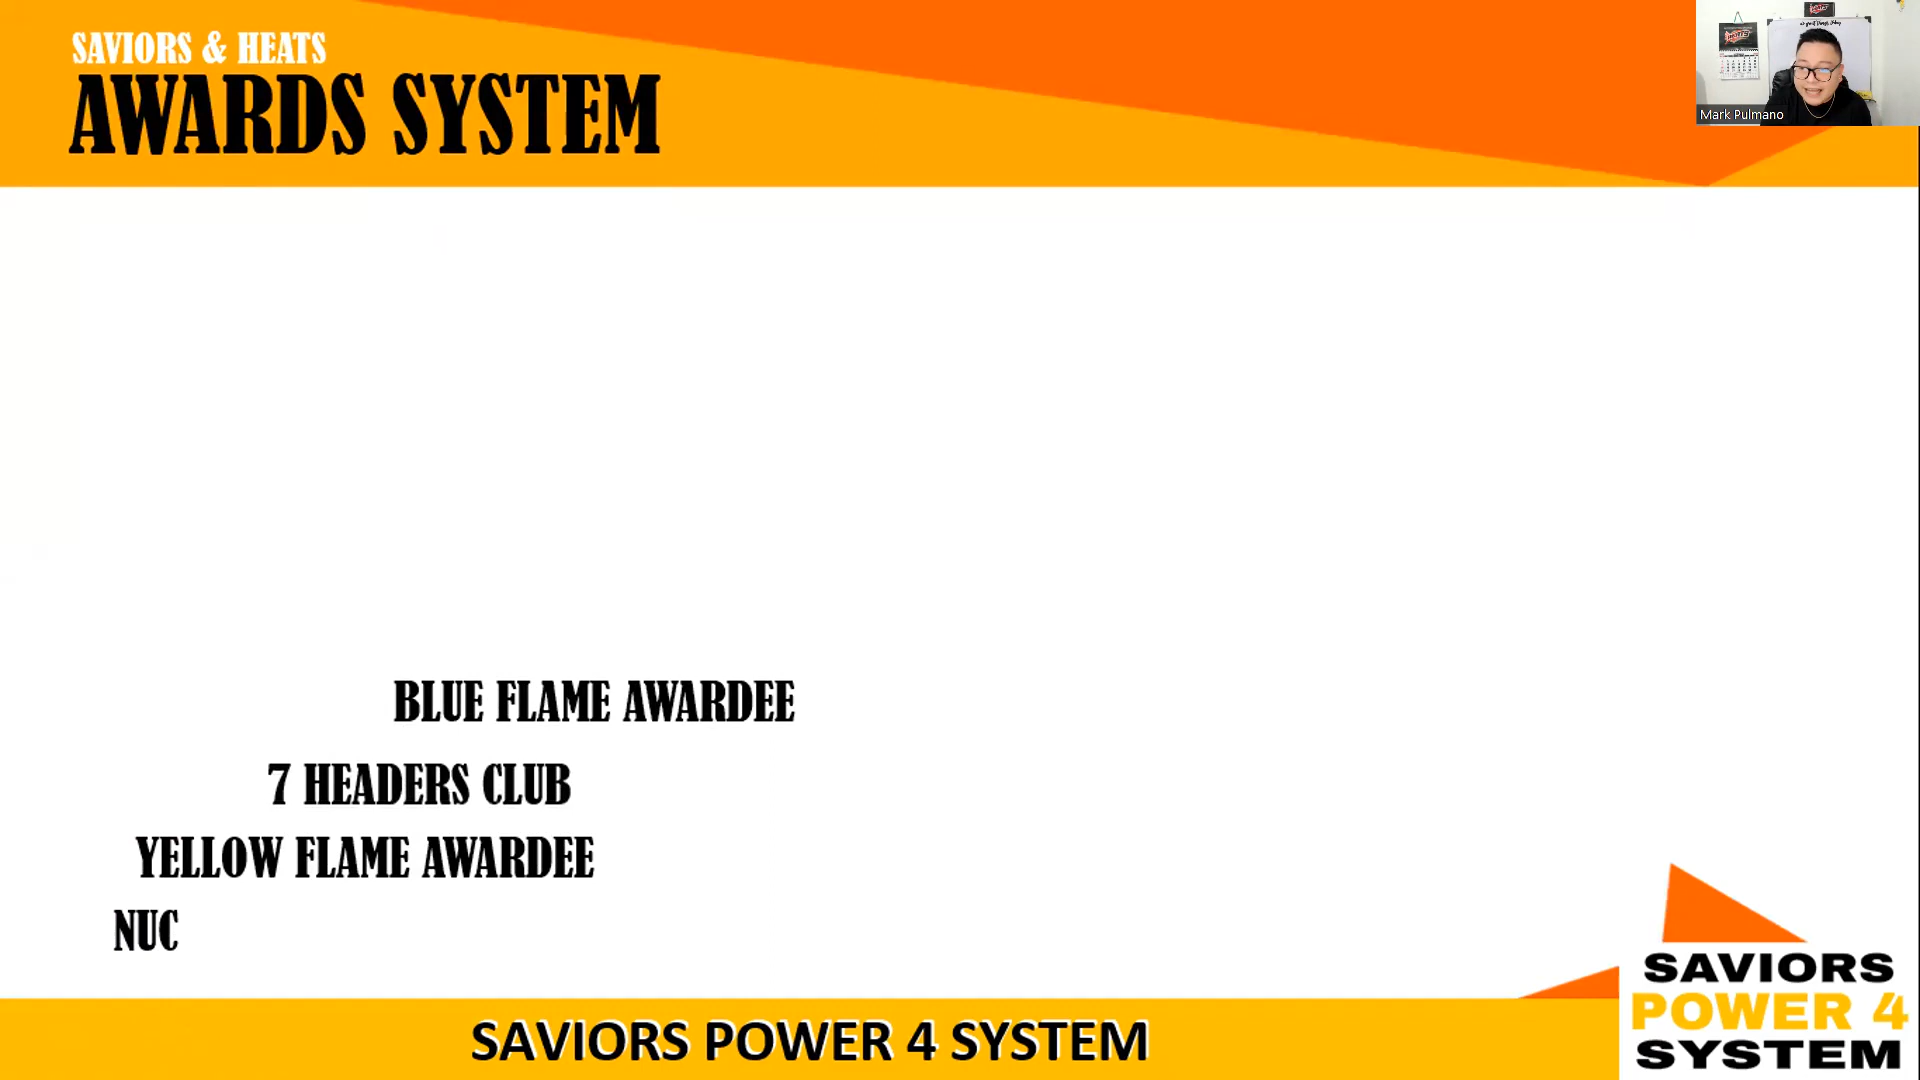 SAVIORS & HEATS
AWARDS SYSTEM
Mark Pulmano
BLUE FLAME AWARDEE
7 HEADERS CLUB
YELLOW FLAME AWARDEE
NUC
SAVIORS POWER 4 SYSTEM
SAVIORS
POWER 4
SYSTEM